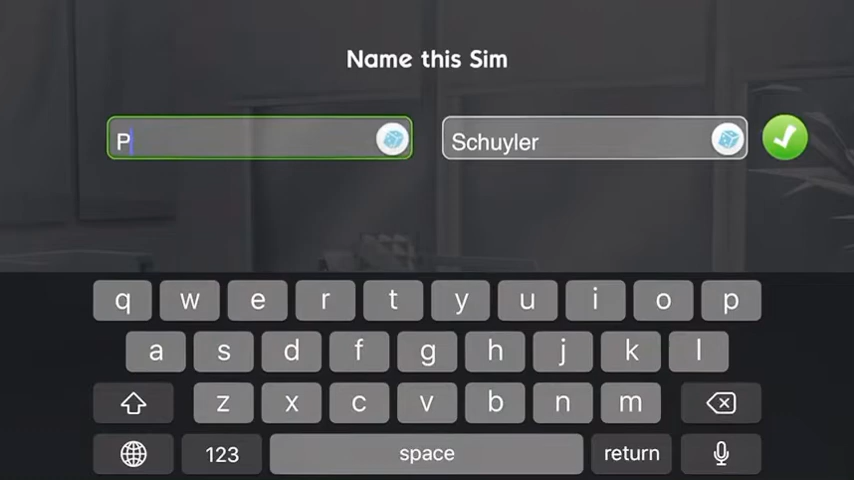 Name this Sim
P Schuyler
q w e r t y u i o p
a s d f g h j k l
z x c v b n m
123 space return